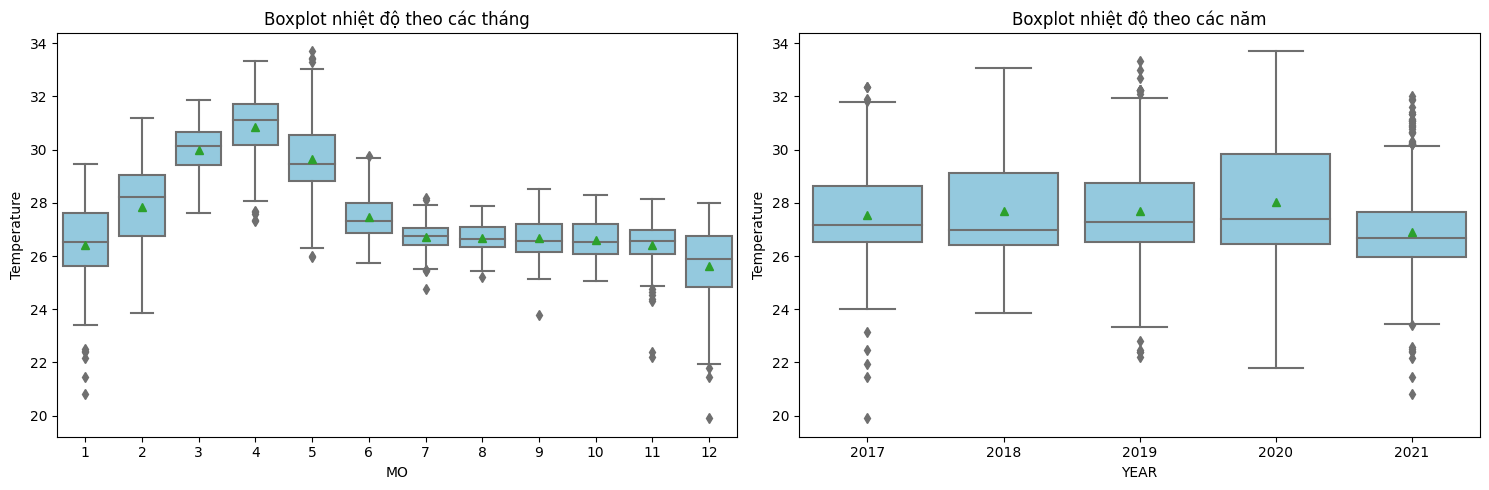 Boxplot nhiệt độ theo các tháng
Temperature
34
32
30
28
26
24
22
20
1 2 3 4 5 6 7 8 9 10 11 12
MO
Boxplot nhiệt độ theo các năm
Temperature
34
32
30
28
26
24
22
20
2017 2018 2019 2020 2021
YEAR